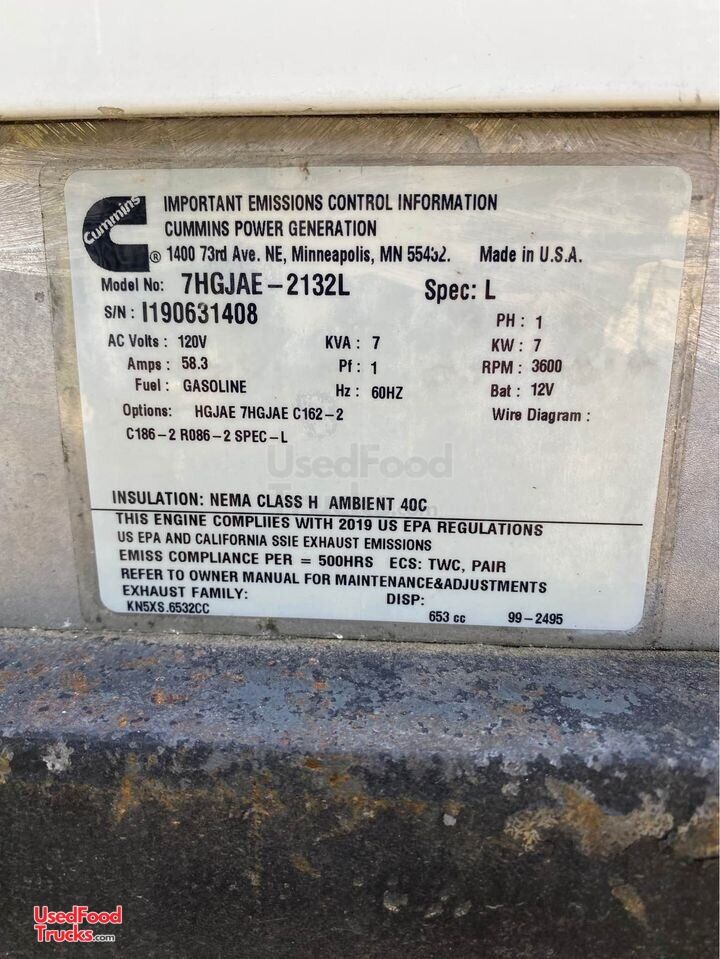 Cummins
IMPORTANT EMISSIONS CONTROL INFORMATION
CUMMINS POWER GENERATION
® 1400 73rd Ave. NE, Minneapolis, MN 55432. Made in U.S.A.
Model No: 7HGJAE-2132L Spec: L
S/N: I190631408 PH: 1
AC Volts: 120V KVA: 7 KW: 7
Amps: 58.3 Pf: 1 RPM: 3600
Fuel: GASOLINE Hz: 60HZ Bat: 12V
Options: HGJAE 7HGJAE C162-2 Wire Diagram:
C186-2 R086-2 SPEC-L
UsedFood
INSULATION: NEMA CLASS H AMBIENT 40C
THIS ENGINE COMPLIIES WITH 2019 US EPA REGULATIONS
US EPA AND CALIFORNIA SSIE EXHAUST EMISSIONS
EMISS COMPLIANCE PER = 500HRS ECS: TWC, PAIR
REFER TO OWNER MANUAL FOR MAINTENANCE&ADJUSTMENTS
EXHAUST FAMILY: DISP:
KN5XS.6532CC 653 cc 99-2495
UsedFood
Trucks.com